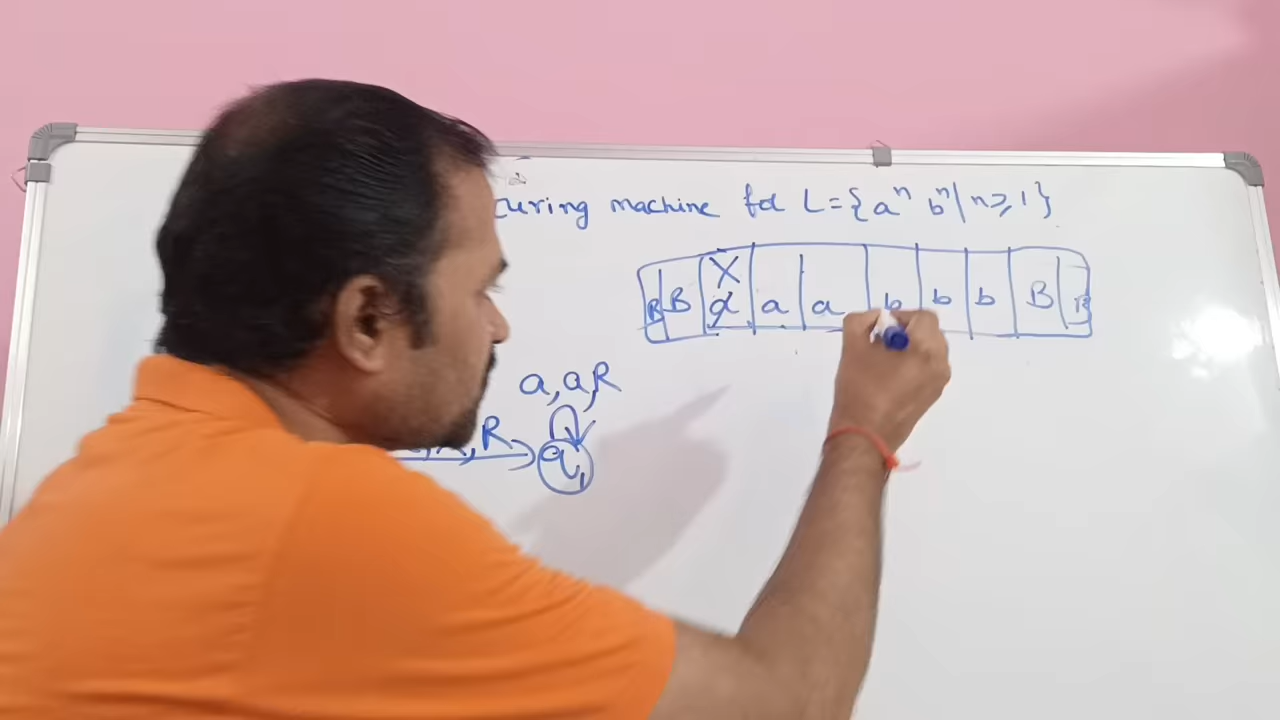 uring machine for L={aⁿ bⁿ|n≥1}
X
B B a a a b b b B B
a,a,R
R
q₁